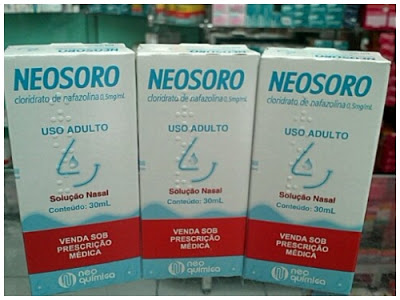 NEOSORO
cloridrato de nafazolina 0,5mg/mL
USO ADULTO
Solução Nasal
Conteúdo: 30mL
VENDA SOB
PRESCRIÇÃO
MÉDICA
neo
química
NEOSORO
cloridrato de nafazolina 0,5mg/mL
USO ADULTO
Solução Nasal
Conteúdo: 30mL
VENDA SOB
PRESCRIÇÃO
MÉDICA
neo
química
NEOSORO
cloridrato de nafazolina 0,5mg/mL
USO ADULTO
Solução Nasal
Conteúdo: 30mL
VENDA SOB
PRESCRIÇÃO
MÉDICA
neo
química